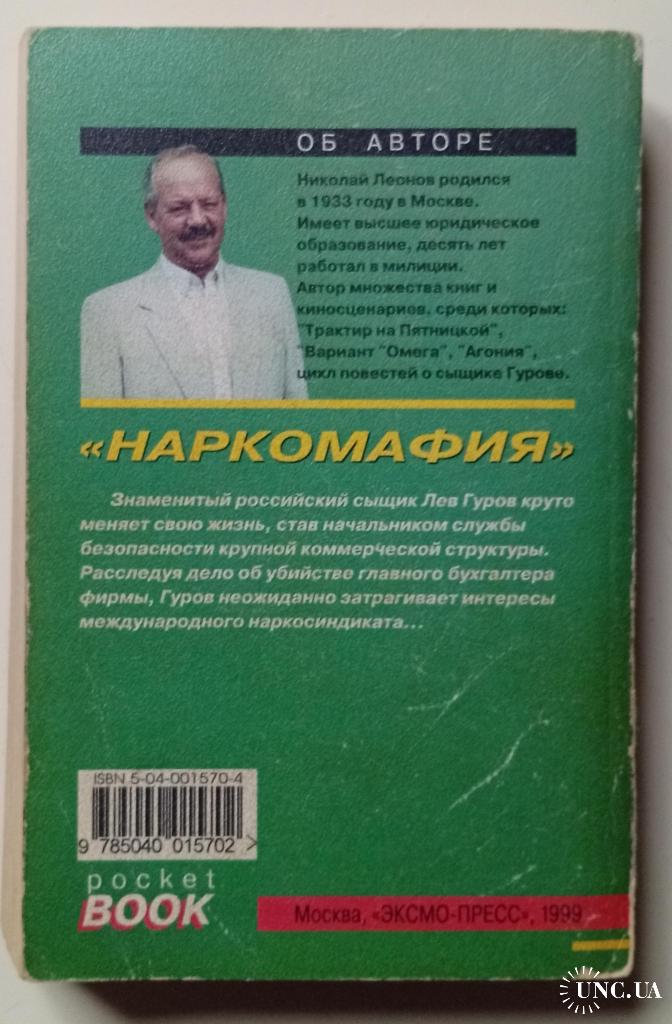 ОБ АВТОРЕ
Николай Леонов родился
в 1933 году в Москве.
Имеет высшее юридическое
образование, десять лет
работал в милиции.
Автор множества книг и
киносценариев, среди которых:
"Трактир на Пятницкой",
"Вариант "Омега", "Агония",
цикл повестей о сыщике Гурове.
«НАРКОМАФИЯ»
Знаменитый российский сыщик Лев Гуров круто
меняет свою жизнь, став начальником службы
безопасности крупной коммерческой структуры.
Расследуя дело об убийстве главного бухгалтера
фирмы, Гуров неожиданно затрагивает интересы
международного наркосиндиката...
ISBN 5-04-001570-4
9 785040 015702 >
pocket
BOOK
Москва, «ЭКСМО-ПРЕСС», 1999
UNC.UA